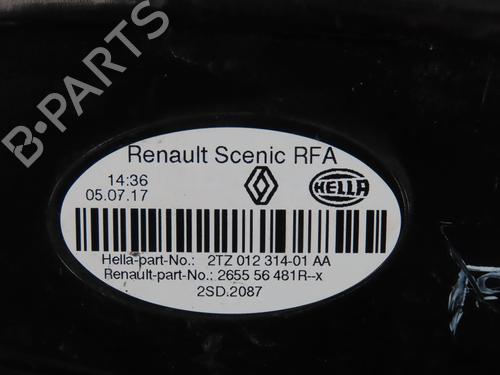 Renault Scenic RFA
14:36
05.07.17
HELLA
Hella-part-No.: 2TZ 012 314-01 AA
Renault-part-No.: 2655 56 481R--x
2SD.2087
B-PARTS